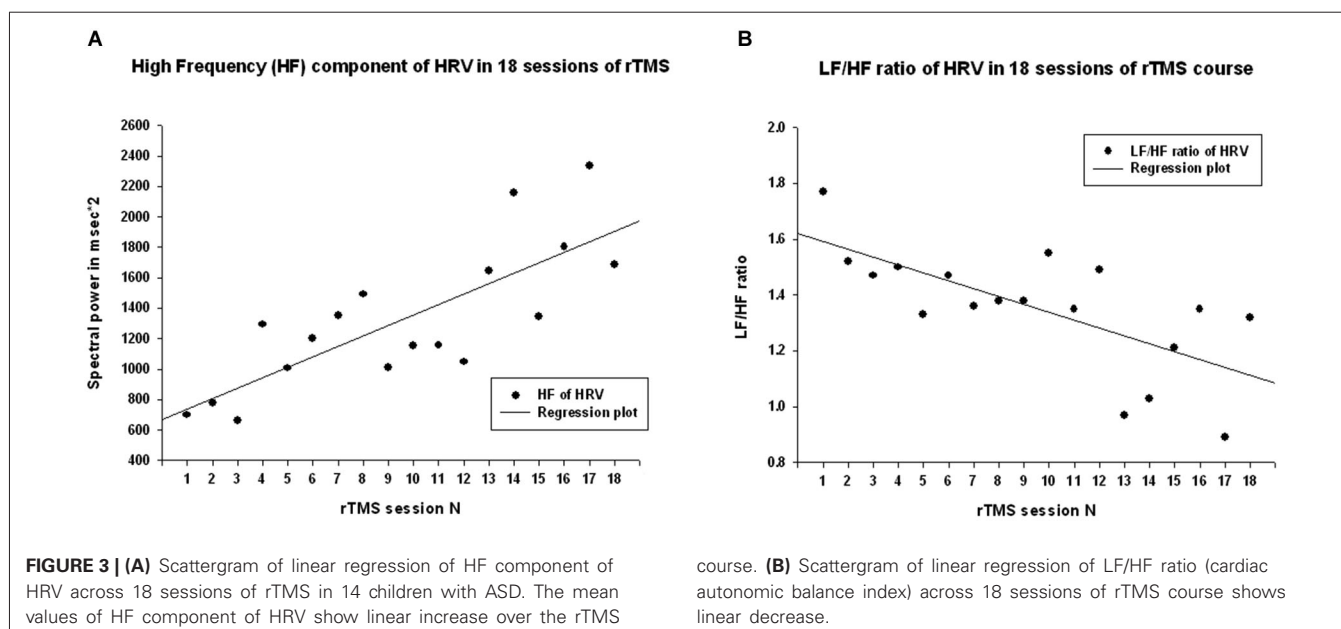 A
High Frequency (HF) component of HRV in 18 sessions of rTMS
2600
2400
2200
2000
1800
1600
1400
1200
1000
800
600
400
Spectral power in msec*2
HF of HRV
Regression plot
1 2 3 4 5 6 7 8 9 10 11 12 13 14 15 16 17 18
rTMS session N
B
LF/HF ratio of HRV in 18 sessions of rTMS course
2.0
1.8
1.6
1.4
1.2
1.0
0.8
LF/HF ratio
LF/HF ratio of HRV
Regression plot
1 2 3 4 5 6 7 8 9 10 11 12 13 14 15 16 17 18
rTMS session N
FIGURE 3 | (A) Scattergram of linear regression of HF component of
HRV across 18 sessions of rTMS in 14 children with ASD. The mean
values of HF component of HRV show linear increase over the rTMS
course. (B) Scattergram of linear regression of LF/HF ratio (cardiac
autonomic balance index) across 18 sessions of rTMS course shows
linear decrease.